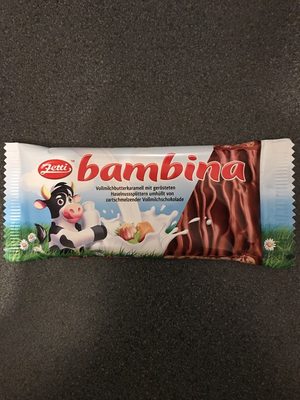 Zetti
bambina
Vollmilchbutterkaramell mit gerösteten
Haselnusssplittern umhüllt von
zartschmelzender Vollmilchschokolade